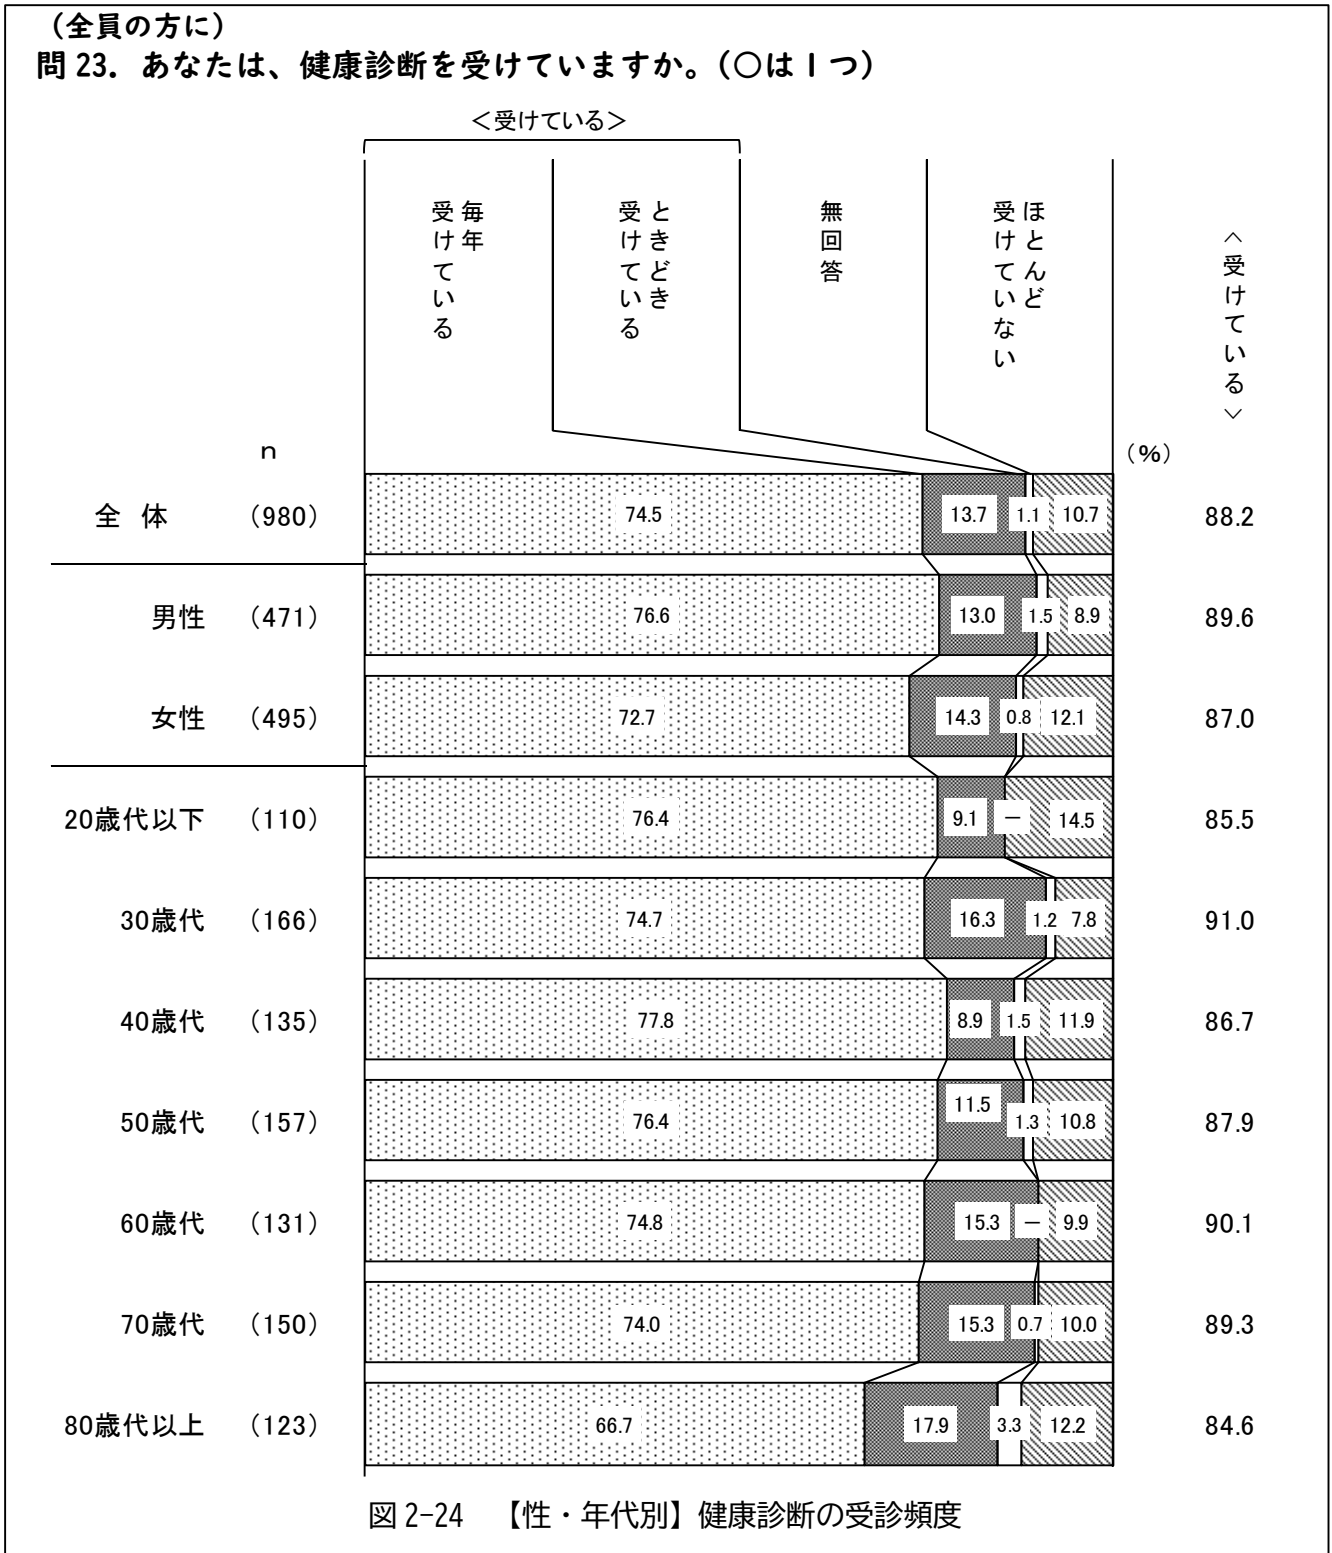 （全員の方に）
問23．あなたは、健康診断を受けていますか。（○は１つ）
＜受けている＞
毎年
受けている
ときどき
受けている
無回答
ほとんど
受けていない
＜受けている＞
n
（%）
全 体 （980） 74.5 13.7 1.1 10.7 88.2
男性 （471） 76.6 13.0 1.5 8.9 89.6
女性 （495） 72.7 14.3 0.8 12.1 87.0
20歳代以下 （110） 76.4 9.1 － 14.5 85.5
30歳代 （166） 74.7 16.3 1.2 7.8 91.0
40歳代 （135） 77.8 8.9 1.5 11.9 86.7
50歳代 （157） 76.4 11.5 1.3 10.8 87.9
60歳代 （131） 74.8 15.3 － 9.9 90.1
70歳代 （150） 74.0 15.3 0.7 10.0 89.3
80歳代以上 （123） 66.7 17.9 3.3 12.2 84.6
図2-24 【性・年代別】健康診断の受診頻度